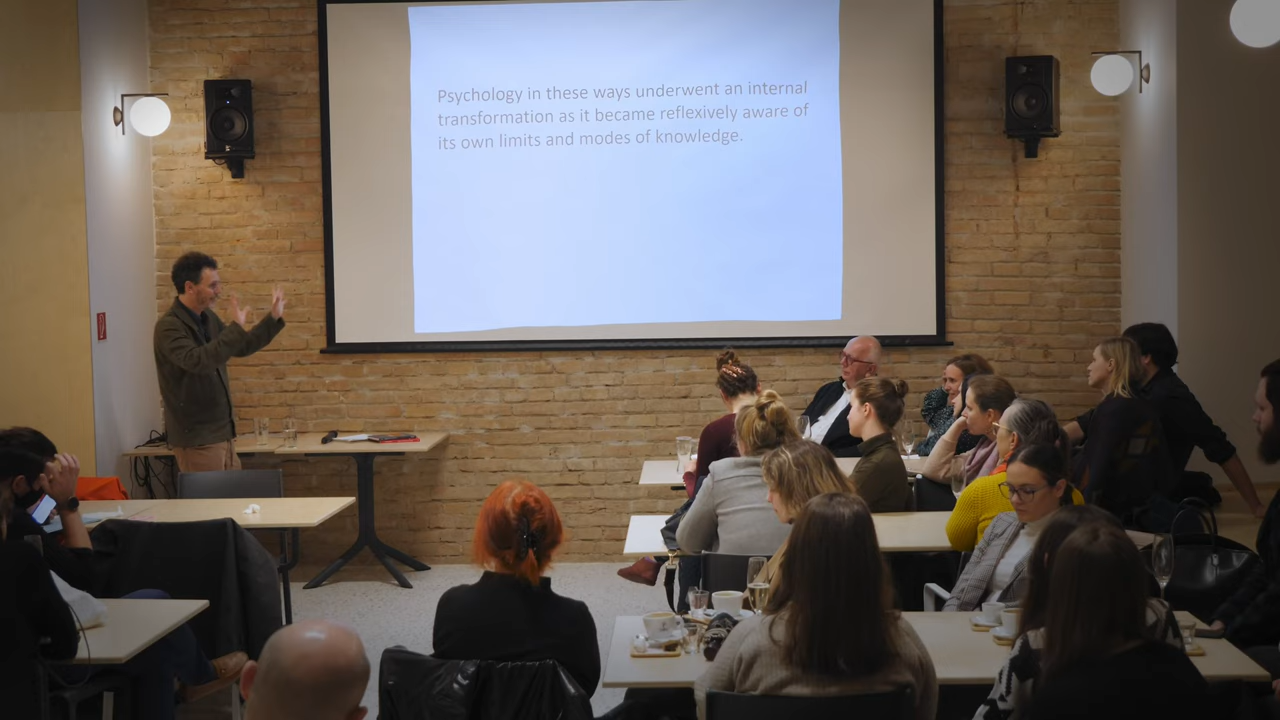 Psychology in these ways underwent an internal
transformation as it became reflexively aware of
its own limits and modes of knowledge.